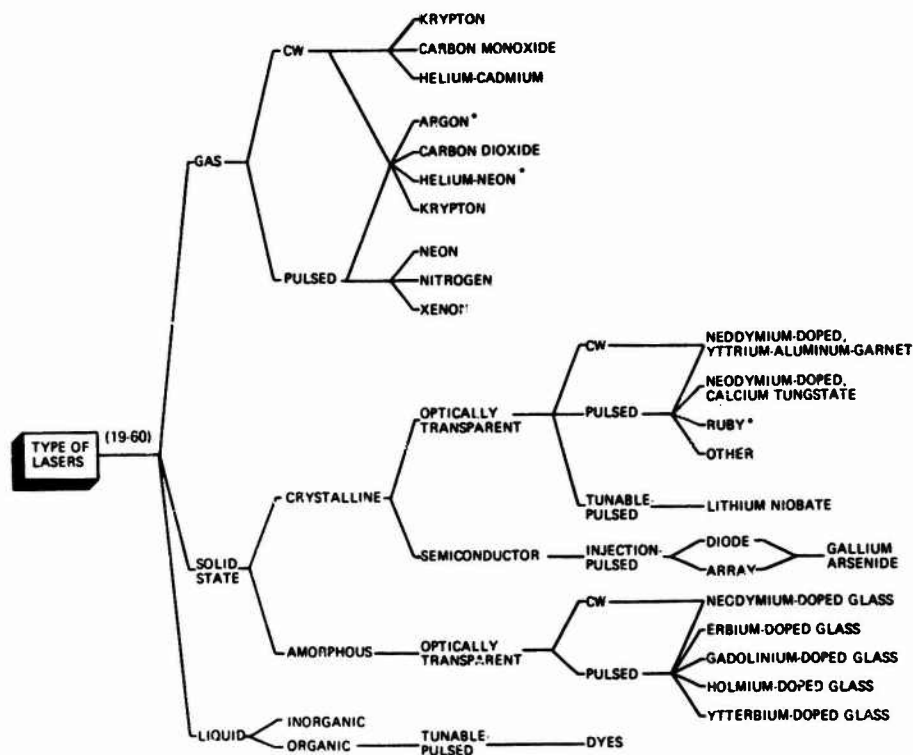 KRYPTON
CW
CARBON MONOXIDE
HELIUM-CADMIUM
ARGON*
GAS
CARBON DIOXIDE
HELIUM-NEON*
KRYPTON
NEON
PULSED
NITROGEN
XENON
NEDDYMIUM-DOPED,
CW
YTTRIUM-ALUMINUM-GARNET
NEODYMIUM-DOPED,
CALCIUM TUNGSTATE
OPTICALLY
TRANSPARENT
PULSED
RUBY*
OTHER
TYPE OF
LASERS
(19-60)
CRYSTALLINE
TUNABLE-
PULSED
LITHIUM NIOBATE
SEMICONDUCTOR
INJECTION-
PULSED
DIODE
ARRAY
GALLIUM
ARSENIDE
SOLID
STATE
CW
NEODYMIUM-DOPED GLASS
ERBIUM-DOPED GLASS
AMORPHOUS
OPTICALLY
TRANSPARENT
GADOLINIUM-DOPED GLASS
PULSED
HOLMIUM-DOPED GLASS
YTTERBIUM-DOPED GLASS
LIQUID
INORGANIC
ORGANIC
TUNABLE-
PULSED
DYES